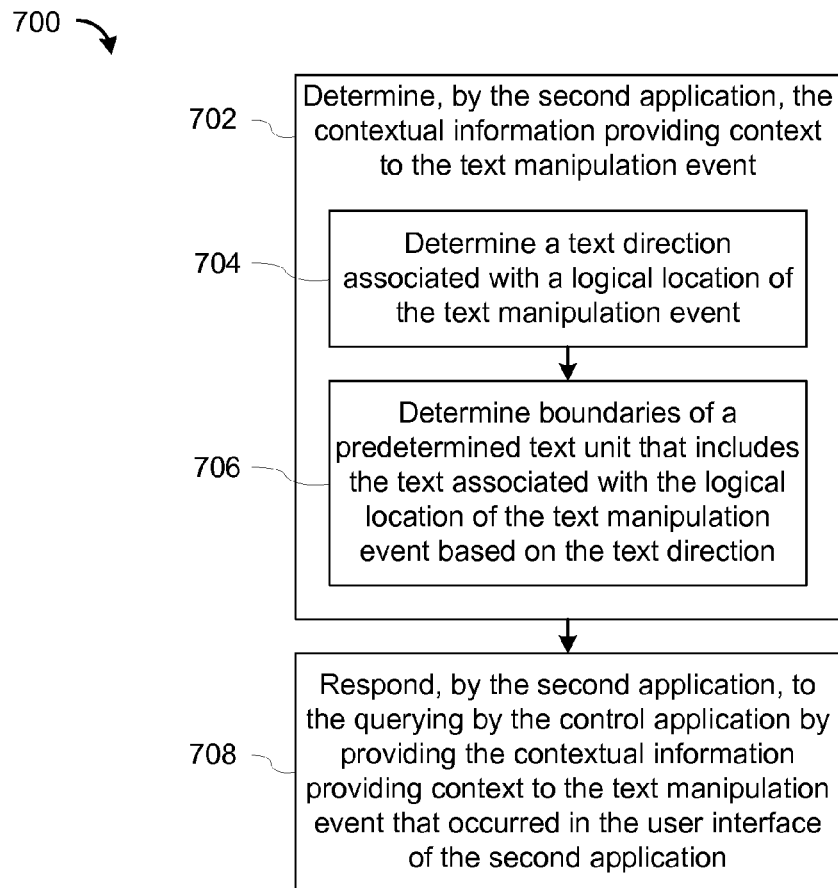 700
702
Determine, by the second application, the
contextual information providing context
to the text manipulation event
704
Determine a text direction
associated with a logical location of
the text manipulation event
706
Determine boundaries of a
predetermined text unit that includes
the text associated with the logical
location of the text manipulation
event based on the text direction
708
Respond, by the second application, to
the querying by the control application by
providing the contextual information
providing context to the text manipulation
event that occurred in the user interface
of the second application